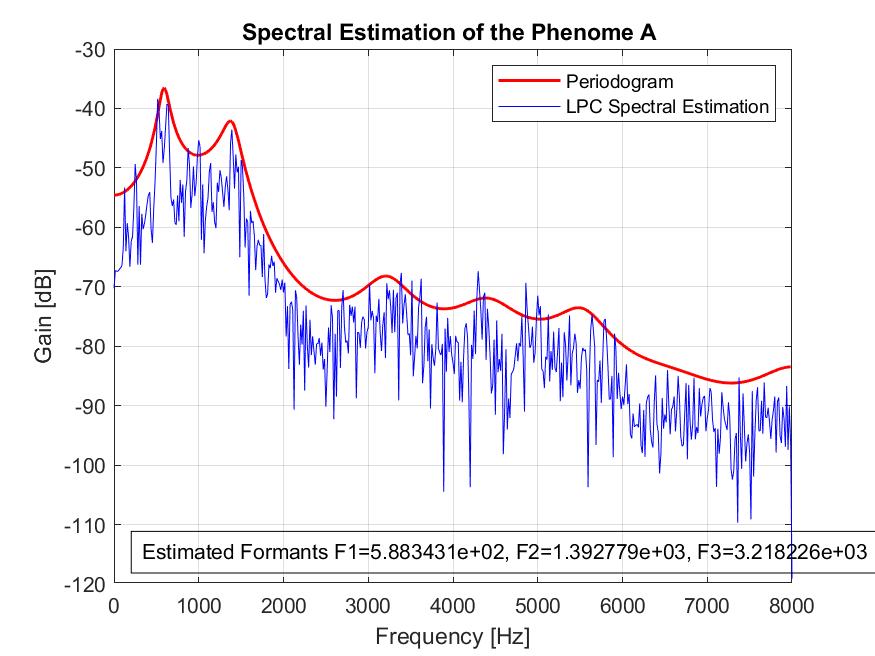 Spectral Estimation of the Phenome A
-30
-40
-50
-60
-70
-80
-90
-100
-110
-120
Gain [dB]
Periodogram
LPC Spectral Estimation
Estimated Formants F1=5.883431e+02, F2=1.392779e+03, F3=3.218226e+03
0 1000 2000 3000 4000 5000 6000 7000 8000
Frequency [Hz]